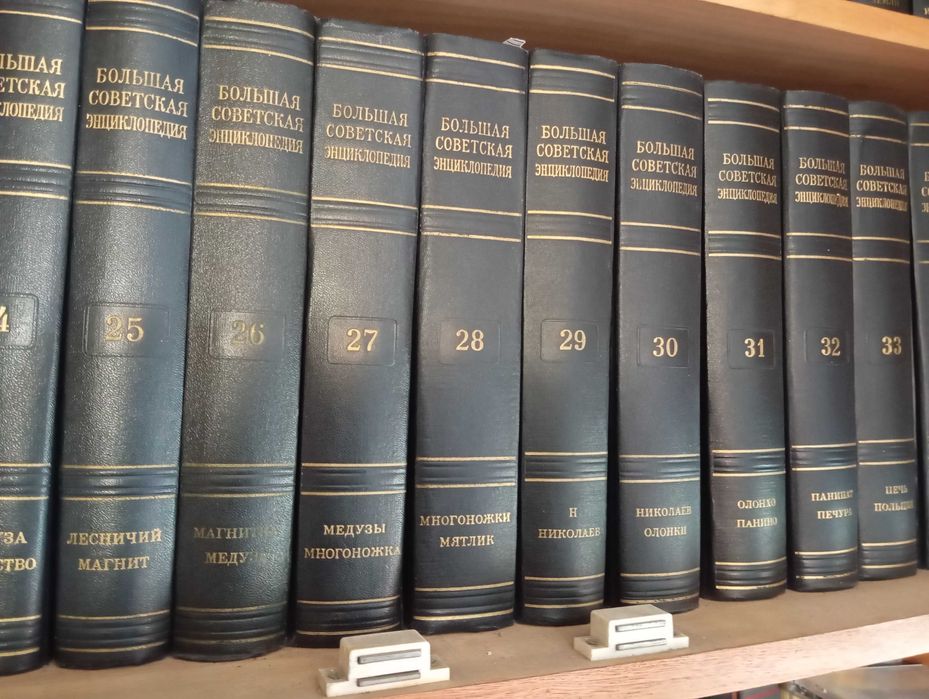 ЭНЦИКЛОПЕДИЯ
4
БОЛЬШАЯ
СОВЕТСКАЯ
ЭНЦИКЛОПЕДИЯ
25
ЛЕСНИЧИЙ
МАГНИТ
БОЛЬШАЯ
СОВЕТСКАЯ
ЭНЦИКЛОПЕДИЯ
26
БОЛЬШАЯ
СОВЕТСКАЯ
ЭНЦИКЛОПЕДИЯ
27
МЕДУЗЫ
МНОГОНОЖКА
БОЛЬШАЯ
СОВЕТСКАЯ
ЭНЦИКЛОПЕДИЯ
28
МНОГОНОЖКИ
МЯТЛИК
БОЛЬШАЯ
СОВЕТСКАЯ
ЭНЦИКЛОПЕДИЯ
29
Н
НИКОЛАЕВ
БОЛЬШАЯ
СОВЕТСКАЯ
ЭНЦИКЛОПЕДИЯ
30
НИКОЛАЕВ
ОЛОНКИ
БОЛЬШАЯ
СОВЕТСКАЯ
ЭНЦИКЛОПЕДИЯ
31
ОЛОНХО
ПАНИНО
БОЛЬШАЯ
СОВЕТСКАЯ
ЭНЦИКЛОПЕДИЯ
32
ПАНИПАТ
ПЕЧУРА
БОЛЬШАЯ
СОВЕТСКАЯ
ЭНЦИКЛОПЕДИЯ
33
ПЕЧЬ